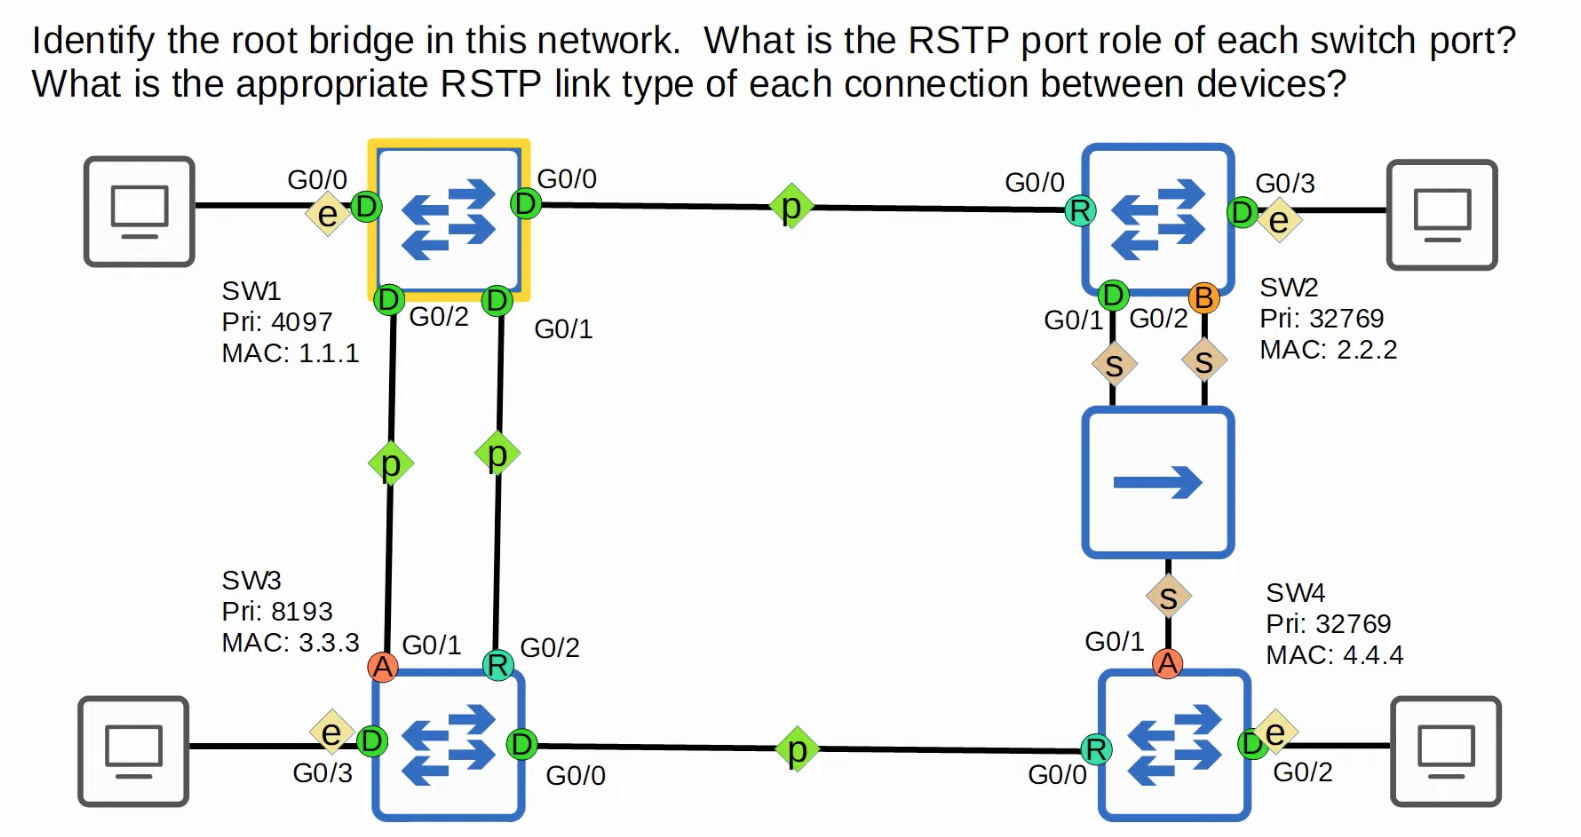 Identify the root bridge in this network.  What is the RSTP port role of each switch port?
What is the appropriate RSTP link type of each connection between devices?
G0/0
e
D
D
G0/0
p
G0/0
R
D
G0/3
e
SW1
Pri: 4097
MAC: 1.1.1
D
G0/2
D
G0/1
G0/1
D
G0/2
B
SW2
Pri: 32769
MAC: 2.2.2
s
s
p
p
SW3
Pri: 8193
MAC: 3.3.3
A
G0/1
R
G0/2
s
G0/1
A
SW4
Pri: 32769
MAC: 4.4.4
e
D
G0/3
D
G0/0
p
R
G0/0
D
e
G0/2